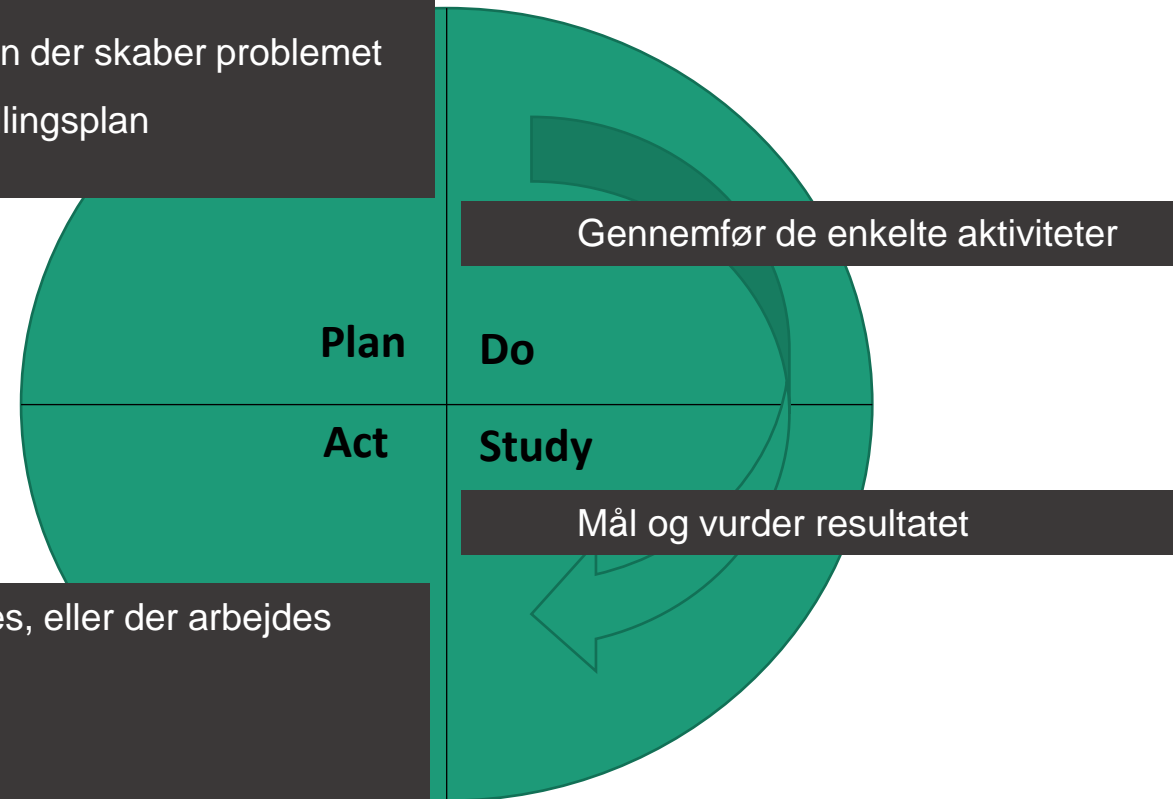 n der skaber problemet
lingsplan
Gennemfør de enkelte aktiviteter
Plan
Do
Act
Study
Mål og vurder resultatet
es, eller der arbejdes